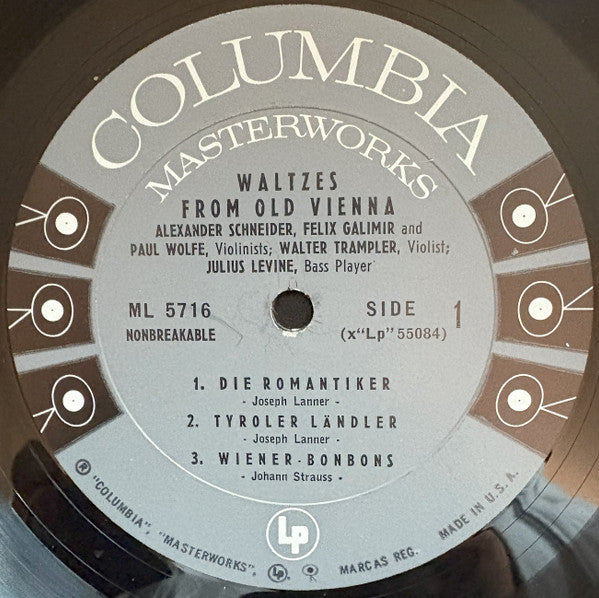 COLUMBIA
MASTERWORKS
WALTZES
FROM OLD VIENNA
ALEXANDER SCHNEIDER, FELIX GALIMIR and
PAUL WOLFE, Violinists; WALTER TRAMPLER, Violist;
JULIUS LEVINE, Bass Player
ML 5716
NONBREAKABLE
SIDE 1
(x"Lp" 55084)
1. DIE ROMANTIKER
- Joseph Lanner -
2. TYROLER LÄNDLER
- Joseph Lanner -
3. WIENER-BONBONS
- Johann Strauss -
Lp
® "COLUMBIA", "MASTERWORKS", Lp, MARCAS REG. MADE IN U. S. A.